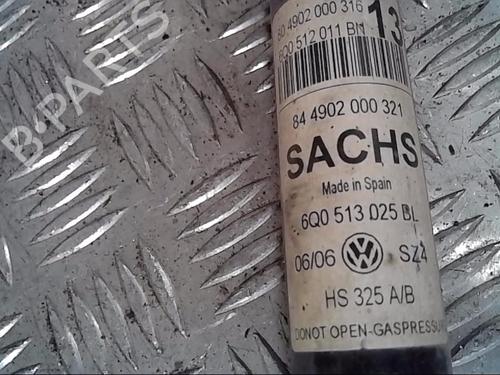 84 4902 000 316
6Q0 512 011 BN
13
84 4902 000 321
SACHS
Made in Spain
6Q0 513 025 BL
06/06 SZ4
HS 325 A/B
DONOT OPEN-GASPRESSU
B-PARTS